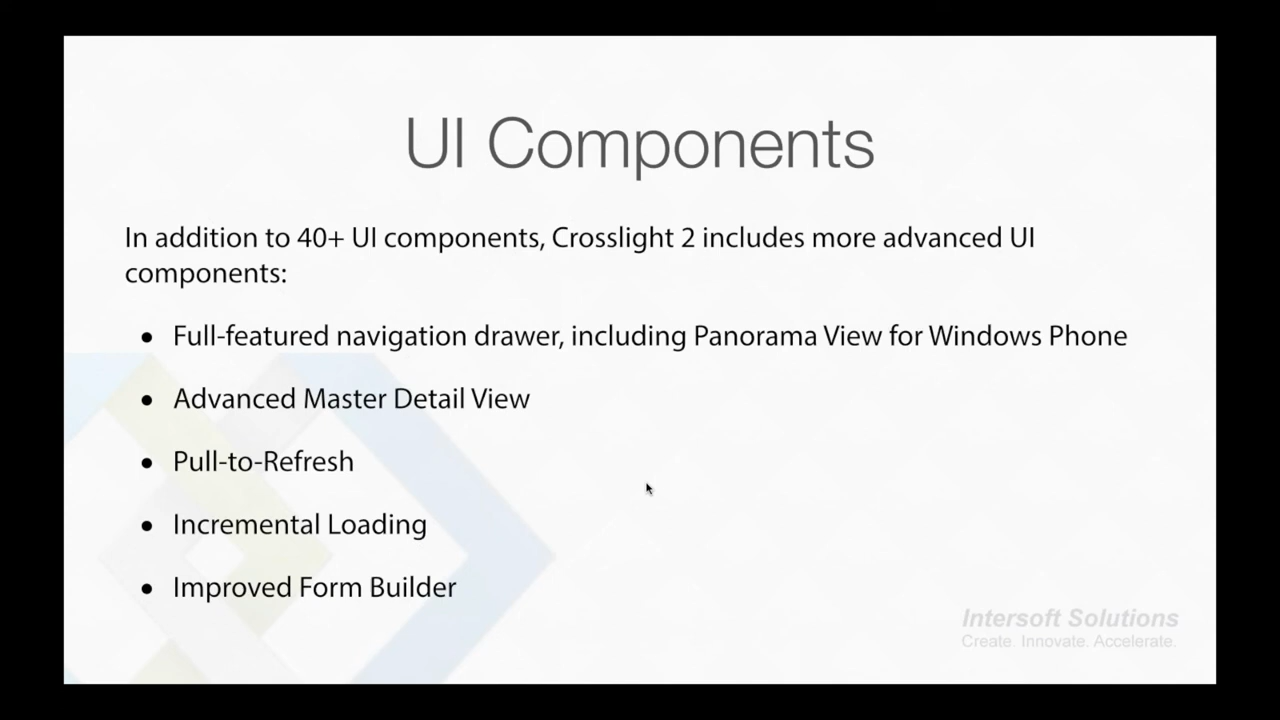 UI Components
In addition to 40+ UI components, Crosslight 2 includes more advanced UI
components:
• Full-featured navigation drawer, including Panorama View for Windows Phone
• Advanced Master Detail View
• Pull-to-Refresh
• Incremental Loading
• Improved Form Builder
Intersoft Solutions
Create. Innovate. Accelerate.